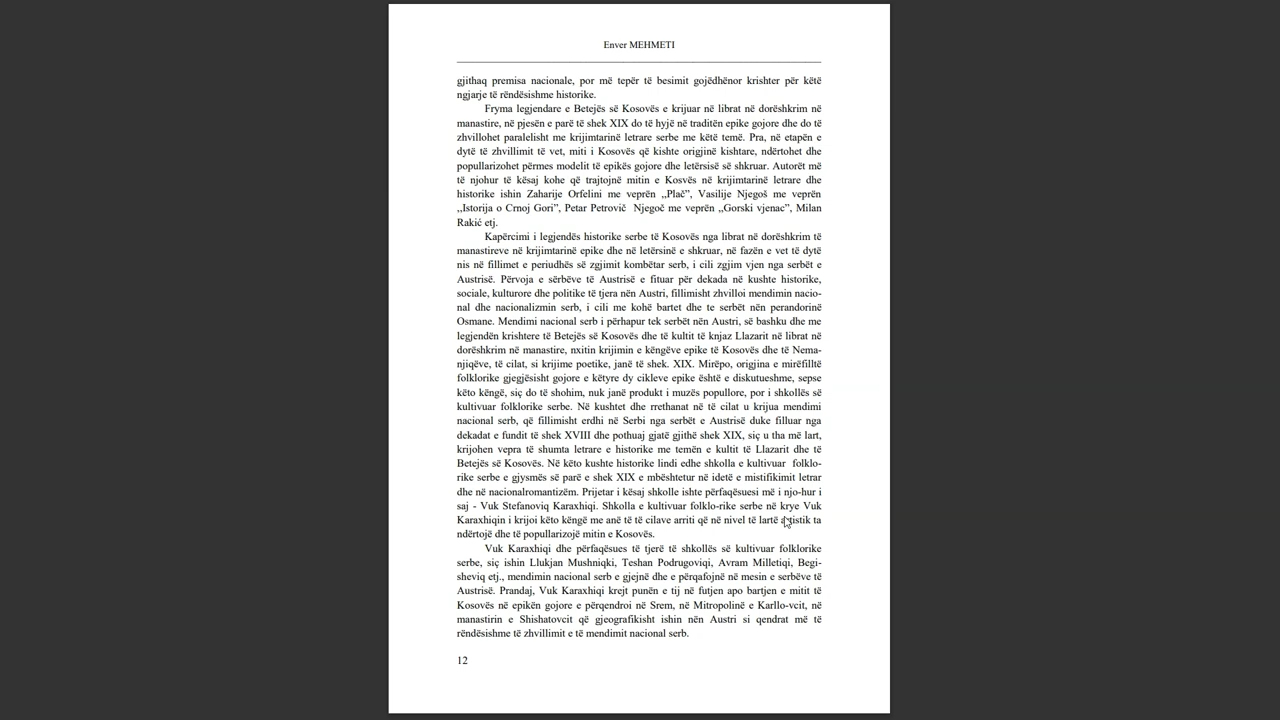 Enver MEHMETI
gjithaq premisa nacionale, por më tepër të besimit gojëdhënor krishter për këtë
ngjarje të rëndësishme historike.
Fryma legjendare e Betejës së Kosovës e krijuar në librat në dorëshkrim në
manastire, në pjesën e parë të shek XIX do të hyjë në traditën epike gojore dhe do të
zhvillohet paralelisht me krijimtarinë letrare serbe me këtë temë. Pra, në etapën e
dytë të zhvillimit të vet, miti i Kosovës që kishte origjinë kishtare, ndërtohet dhe
popullarizohet përmes modelit të epikës gojore dhe letërsisë së shkruar. Autorët më
të njohur të kësaj kohe që trajtojnë mitin e Kosvës në krijimtarinë letrare dhe
historike ishin Zaharije Orfelini me veprën ,,Plač”, Vasilije Njegoš me veprën
,,Istorija o Crnoj Gori”, Petar Petrovič  Njegoč me veprën ,,Gorski vjenac”, Milan
Rakić etj.
Kapërcimi i legjendës historike serbe të Kosovës nga librat në dorëshkrim të
manastireve në krijimtarinë epike dhe në letërsinë e shkruar, në fazën e vet të dytë
nis në fillimet e periudhës së zgjimit kombëtar serb, i cili zgjim vjen nga serbët e
Austrisë. Përvoja e sërbëve të Austrisë e fituar për dekada në kushte historike,
sociale, kulturore dhe politike të tjera nën Austri, fillimisht zhvilloi mendimin nacio-
nal dhe nacionalizmin serb, i cili me kohë bartet dhe te serbët nën perandorinë
Osmane. Mendimi nacional serb i përhapur tek serbët nën Austri, së bashku dhe me
legjendën krishtere të Betejës së Kosovës dhe të kultit të knjaz Llazarit në librat në
dorëshkrim në manastire, nxitin krijimin e këngëve epike të Kosovës dhe të Nema-
njiqëve, të cilat, si krijime poetike, janë të shek. XIX. Mirëpo, origjina e mirëfilltë
folklorike gjegjësisht gojore e këtyre dy cikleve epike është e diskutueshme, sepse
këto këngë, siç do të shohim, nuk janë produkt i muzës popullore, por i shkollës së
kultivuar folklorike serbe. Në kushtet dhe rrethanat në të cilat u krijua mendimi
nacional serb, që fillimisht erdhi në Serbi nga serbët e Austrisë duke filluar nga
dekadat e fundit të shek XVIII dhe pothuaj gjatë gjithë shek XIX, siç u tha më lart,
krijohen vepra të shumta letrare e historike me temën e kultit të Llazarit dhe të
Betejës së Kosovës. Në këto kushte historike lindi edhe shkolla e kultivuar  folklo-
rike serbe e gjysmës së parë e shek XIX e mbështetur në idetë e mistifikimit letrar
dhe në nacionalromantizëm. Prijetar i kësaj shkolle ishte përfaqësuesi më i njo-hur i
saj - Vuk Stefanoviq Karaxhiqi. Shkolla e kultivuar folklo-rike serbe në krye Vuk
Karaxhiqin i krijoi këto këngë me anë të të cilave arriti që në nivel të lartë artistik ta
ndërtojë dhe të popullarizojë mitin e Kosovës.
Vuk Karaxhiqi dhe përfaqësues të tjerë të shkollës së kultivuar folklorike
serbe, siç ishin Llukjan Mushniqki, Teshan Podrugoviqi, Avram Milletiqi, Begi-
sheviq etj., mendimin nacional serb e gjejnë dhe e përqafojnë në mesin e serbëve të
Austrisë. Prandaj, Vuk Karaxhiqi krejt punën e tij në futjen apo bartjen e mitit të
Kosovës në epikën gojore e përqendroi në Srem, në Mitropolinë e Karllo-vcit, në
manastirin e Shishatovcit që gjeografikisht ishin nën Austri si qendrat më të
rëndësishme të zhvillimit e të mendimit nacional serb.
12